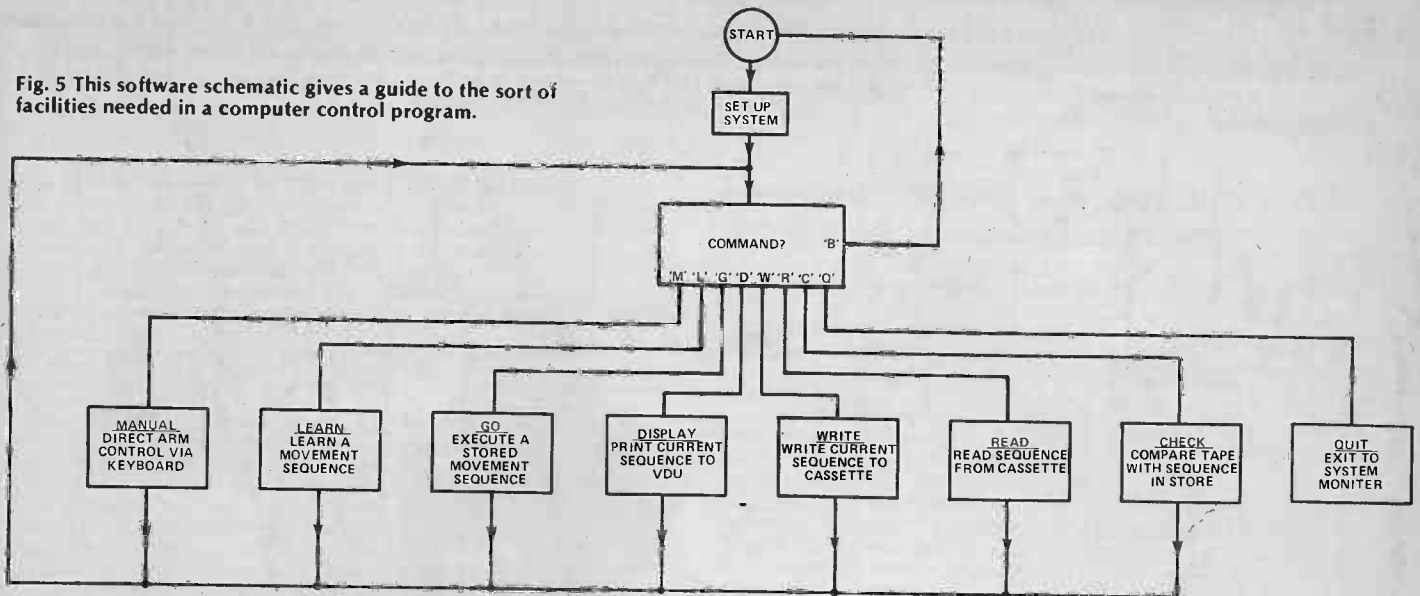 START
Fig. 5 This software schematic gives a guide to the sort of
facilities needed in a computer control program.
SET UP
SYSTEM
COMMAND? 'B'
'M' 'L' 'G' 'D' 'W' 'R' 'C' 'Q'
MANUAL
DIRECT ARM
CONTROL VIA
KEYBOARD
LEARN
LEARN A
MOVEMENT
SEQUENCE
GO
EXECUTE A
STORED
MOVEMENT
SEQUENCE
DISPLAY
PRINT CURRENT
SEQUENCE TO
VDU
WRITE
WRITE CURRENT
SEQUENCE TO
CASSETTE
READ
READ SEQUENCE
FROM CASSETTE
CHECK
COMPARE TAPE
WITH SEQUENCE
IN STORE
QUIT
EXIT TO
SYSTEM
MONITER